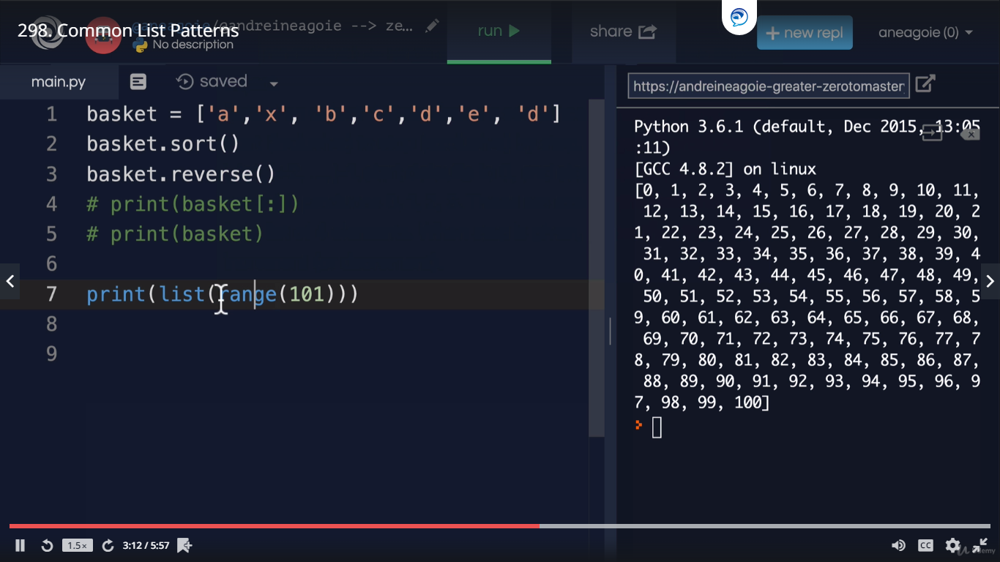 298. Common List Patterns
/@andreineagoie --> ze...
No description
run
share
+ new repl
aneagoie (0)
main.py
saved
https://andreineagoie-greater-zerotomaster
1 basket = ['a','x', 'b','c','d','e', 'd']
2 basket.sort()
3 basket.reverse()
4 # print(basket[:])
5 # print(basket)
6
7 print(list(range(101)))
8
9
Python 3.6.1 (default, Dec 2015, 13:05
:11)
[GCC 4.8.2] on linux
[0, 1, 2, 3, 4, 5, 6, 7, 8, 9, 10, 11,
12, 13, 14, 15, 16, 17, 18, 19, 20, 2
1, 22, 23, 24, 25, 26, 27, 28, 29, 30,
31, 32, 33, 34, 35, 36, 37, 38, 39, 4
0, 41, 42, 43, 44, 45, 46, 47, 48, 49,
50, 51, 52, 53, 54, 55, 56, 57, 58, 5
9, 60, 61, 62, 63, 64, 65, 66, 67, 68,
69, 70, 71, 72, 73, 74, 75, 76, 77, 7
8, 79, 80, 81, 82, 83, 84, 85, 86, 87,
88, 89, 90, 91, 92, 93, 94, 95, 96, 9
7, 98, 99, 100]
1.5×
3:12 / 5:57
CC
Udemy